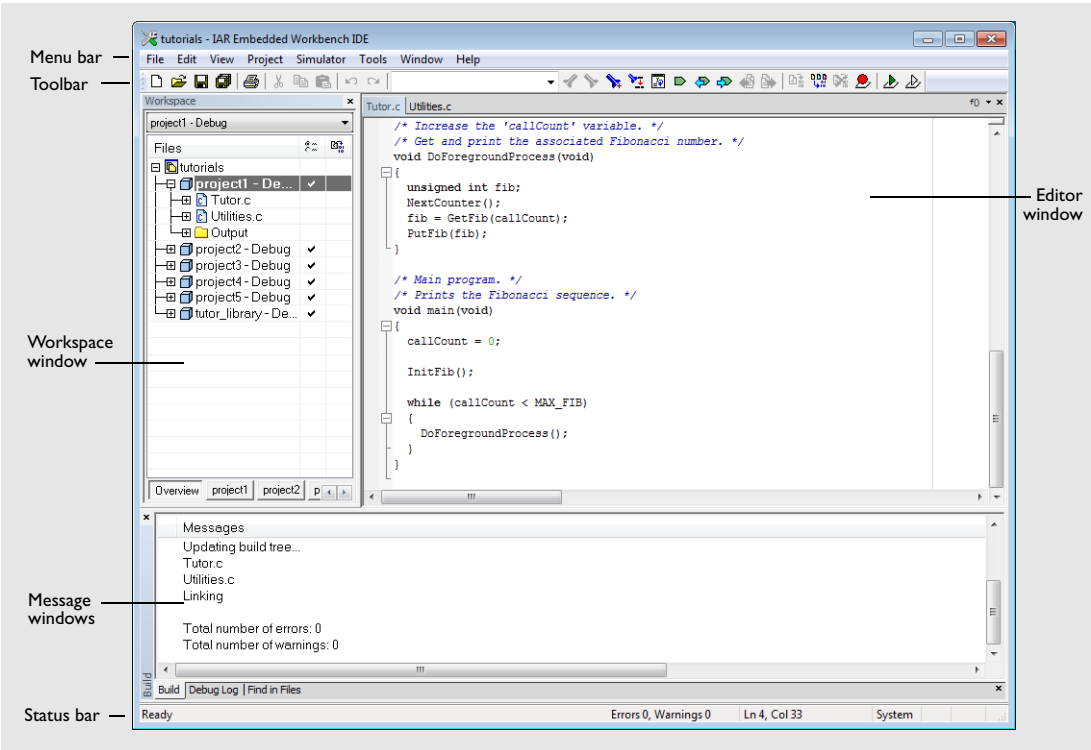 tutorials - IAR Embedded Workbench IDE
Menu bar
File Edit View Project Simulator Tools Window Help
Toolbar
Workspace
Tutor.c Utilities.c
f0
project1 - Debug
Files
tutorials
project1 - De...
Tutor.c
Utilities.c
Output
project2 - Debug
project3 - Debug
project4 - Debug
project5 - Debug
tutor_library - De...
Workspace
window
Overview project1 project2 p
/* Increase the 'callCount' variable. */
/* Get and print the associated Fibonacci number. */
void DoForegroundProcess(void)
{
unsigned int fib;
NextCounter();
fib = GetFib(callCount);
PutFib(fib);
}
/* Main program. */
/* Prints the Fibonacci sequence. */
void main(void)
{
callCount = 0;
InitFib();
while (callCount < MAX_FIB)
{
DoForegroundProcess();
}
}
Editor
window
Messages
Updating build tree...
Tutor.c
Utilities.c
Linking
Total number of errors: 0
Total number of warnings: 0
Message
windows
Build
Build Debug Log Find in Files
Status bar
Ready Errors 0, Warnings 0 Ln 4, Col 33 System